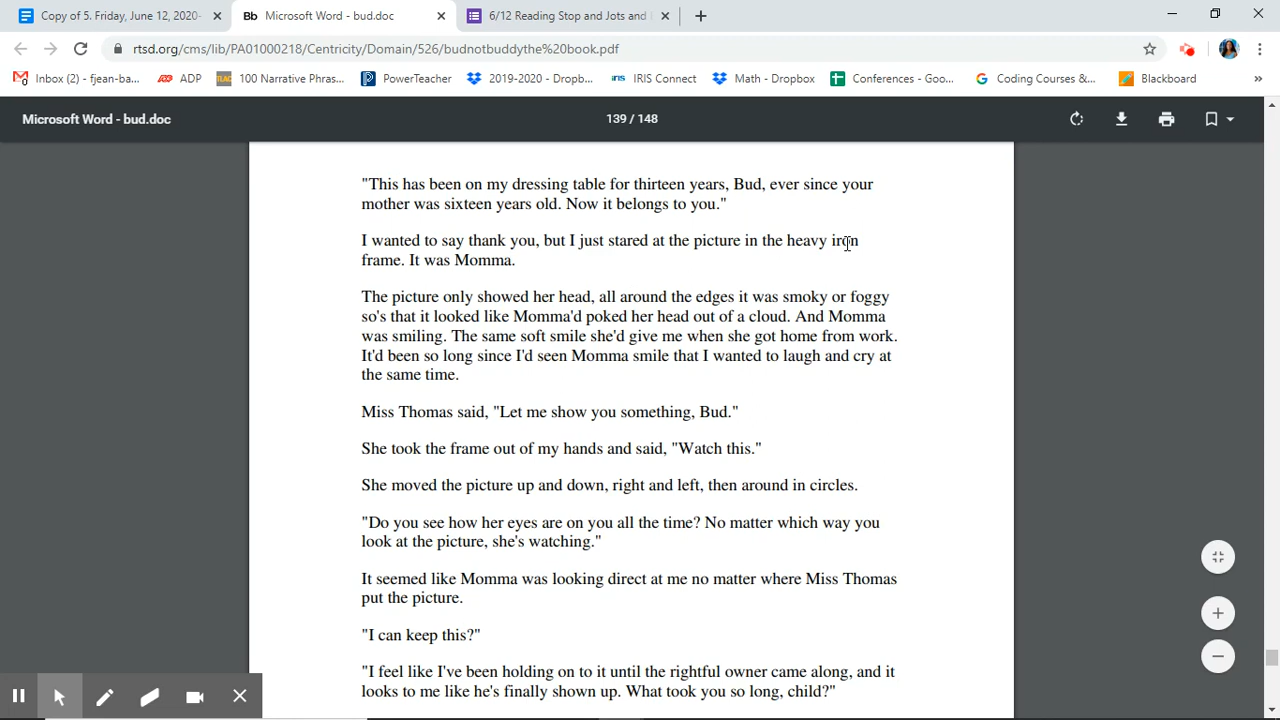 Copy of 5. Friday, June 12, 2020-
Bb Microsoft Word - bud.doc
6/12 Reading Stop and Jots and
rtsd.org/cms/lib/PA01000218/Centricity/Domain/526/budnotbuddythe%20book.pdf
Inbox (2) - fjean-ba...
ADP
100 Narrative Phras...
PowerTeacher
2019-2020 - Dropb...
iris IRIS Connect
Math - Dropbox
Conferences - Goo...
Coding Courses &...
Blackboard
»
Microsoft Word - bud.doc
139 / 148
"This has been on my dressing table for thirteen years, Bud, ever since your
mother was sixteen years old. Now it belongs to you."
I wanted to say thank you, but I just stared at the picture in the heavy iron
frame. It was Momma.
The picture only showed her head, all around the edges it was smoky or foggy
so's that it looked like Momma'd poked her head out of a cloud. And Momma
was smiling. The same soft smile she'd give me when she got home from work.
It'd been so long since I'd seen Momma smile that I wanted to laugh and cry at
the same time.
Miss Thomas said, "Let me show you something, Bud."
She took the frame out of my hands and said, "Watch this."
She moved the picture up and down, right and left, then around in circles.
"Do you see how her eyes are on you all the time? No matter which way you
look at the picture, she's watching."
It seemed like Momma was looking direct at me no matter where Miss Thomas
put the picture.
"I can keep this?"
"I feel like I've been holding on to it until the rightful owner came along, and it
looks to me like he's finally shown up. What took you so long, child?"